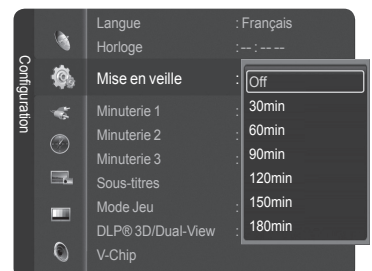 Configuration
Langue : Français
Horloge : -- : -- --
Mise en veille :
Off
30min
60min
90min
120min
150min
180min
Minuterie 1 :
Minuterie 2 :
Minuterie 3 :
Sous-titres
Mode Jeu :
DLP® 3D/Dual-View :
V-Chip